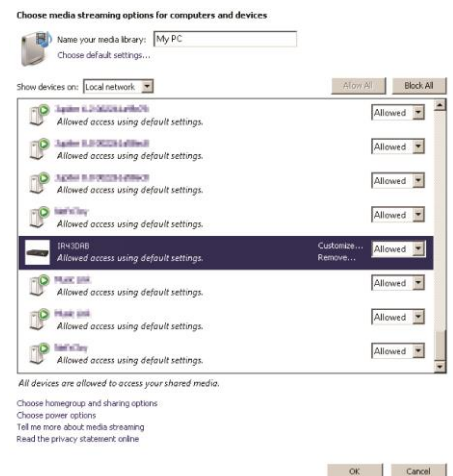 Choose media streaming options for computers and devices
Name your media library: My PC
Choose default settings...
Show devices on: Local network Allow All Block All
Allowed
Allowed access using default settings.
Allowed
Allowed access using default settings.
Allowed
Allowed access using default settings.
Allowed
Allowed access using default settings.
IR43DAB Customize... Allowed
Allowed access using default settings. Remove...
Allowed
Allowed access using default settings.
Allowed
Allowed access using default settings.
Allowed
Allowed access using default settings.
All devices are allowed to access your shared media.
Choose homegroup and sharing options
Choose power options
Tell me more about media streaming
Read the privacy statement online
OK Cancel